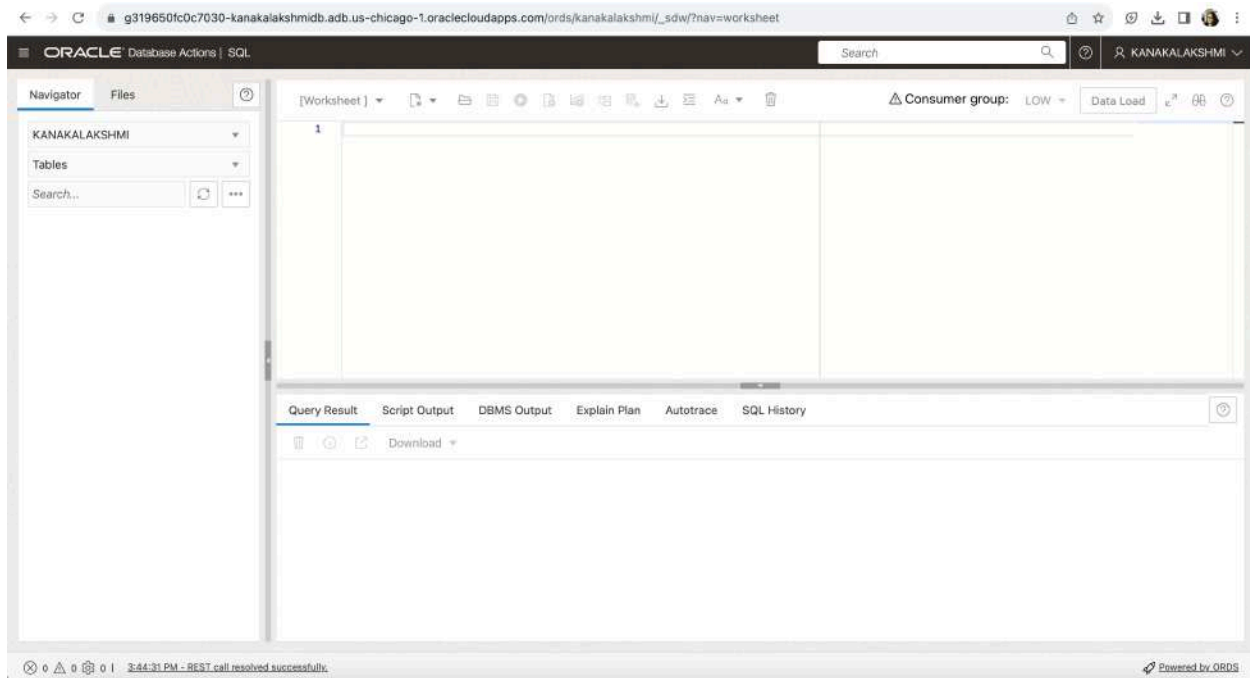 g319650fc0c7030-kanakalakshmidb.adb.us-chicago-1.oraclecloudapps.com/ords/kanakalakshmi/_sdw/?nav=worksheet
ORACLE Database Actions | SQL
Search
KANAKALAKSHMI
Navigator
Files
[Worksheet]
Aa
Consumer group:
LOW
Data Load
KANAKALAKSHMI
Tables
Search...
1
Query Result
Script Output
DBMS Output
Explain Plan
Autotrace
SQL History
Download
0
0
0
3:44:31 PM - REST call resolved successfully.
Powered by ORDS